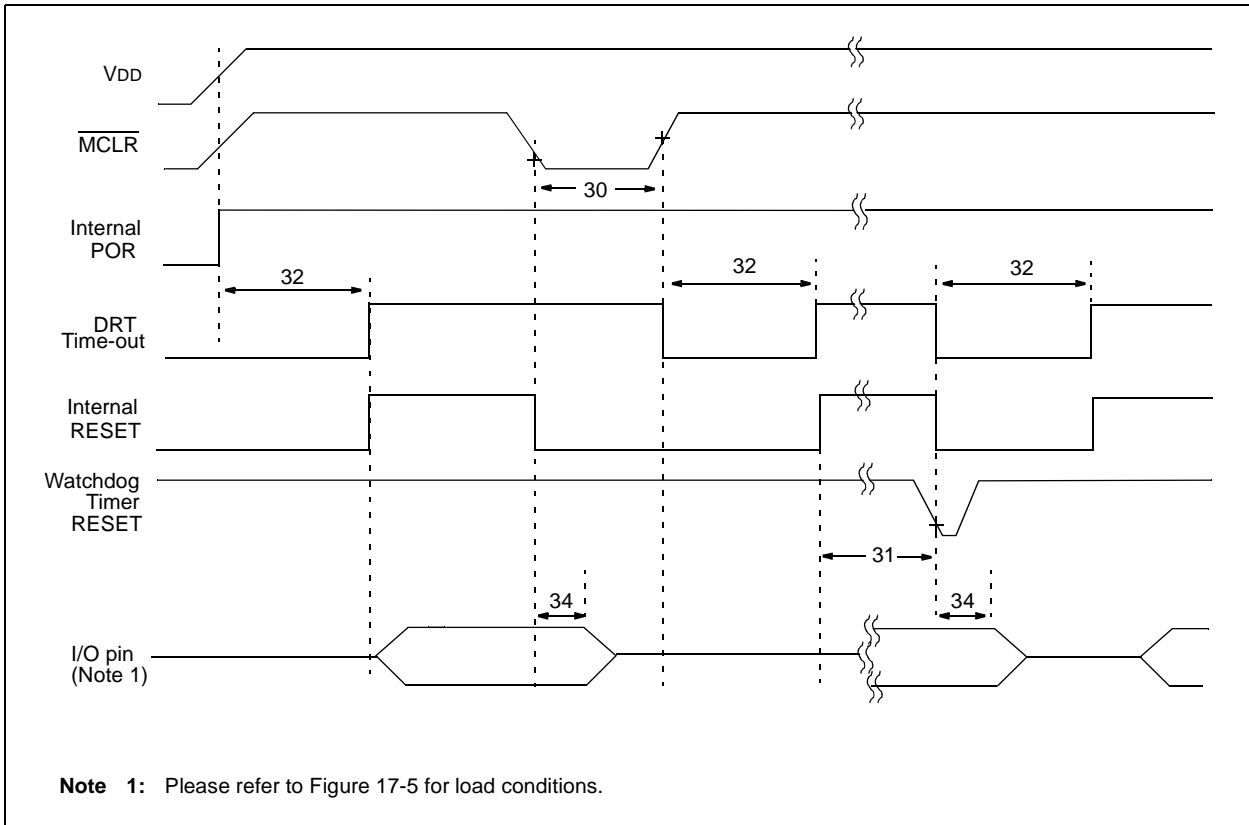 VDD
MCLR
30
Internal
POR
32
32
32
DRT
Time-out
Internal
RESET
Watchdog
Timer
RESET
31
34
34
I/O pin
(Note 1)
Note 1: Please refer to Figure 17-5 for load conditions.